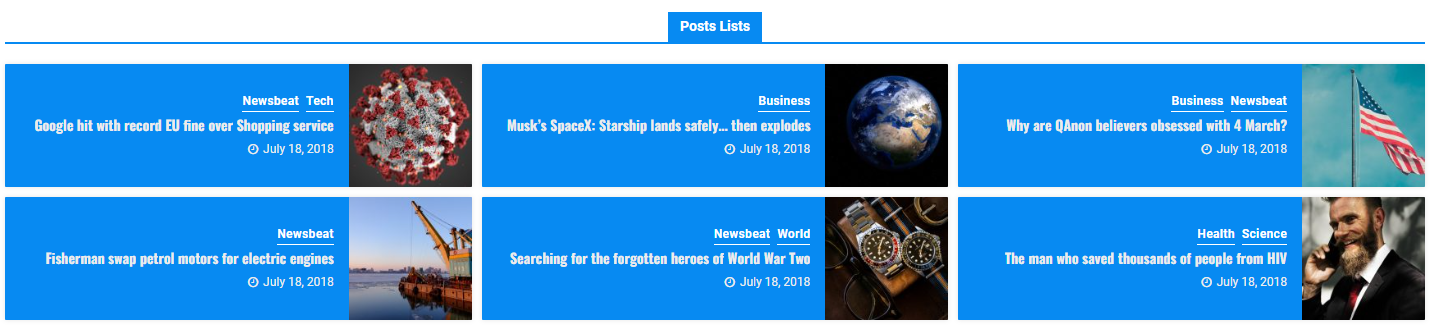 Posts Lists
Newsbeat Tech
Google hit with record EU fine over Shopping service
July 18, 2018
Business
Musk's SpaceX: Starship lands safely... then explodes
July 18, 2018
Business Newsbeat
Why are QAnon believers obsessed with 4 March?
July 18, 2018
Newsbeat
Fisherman swap petrol motors for electric engines
July 18, 2018
Newsbeat World
Searching for the forgotten heroes of World War Two
July 18, 2018
Health Science
The man who saved thousands of people from HIV
July 18, 2018